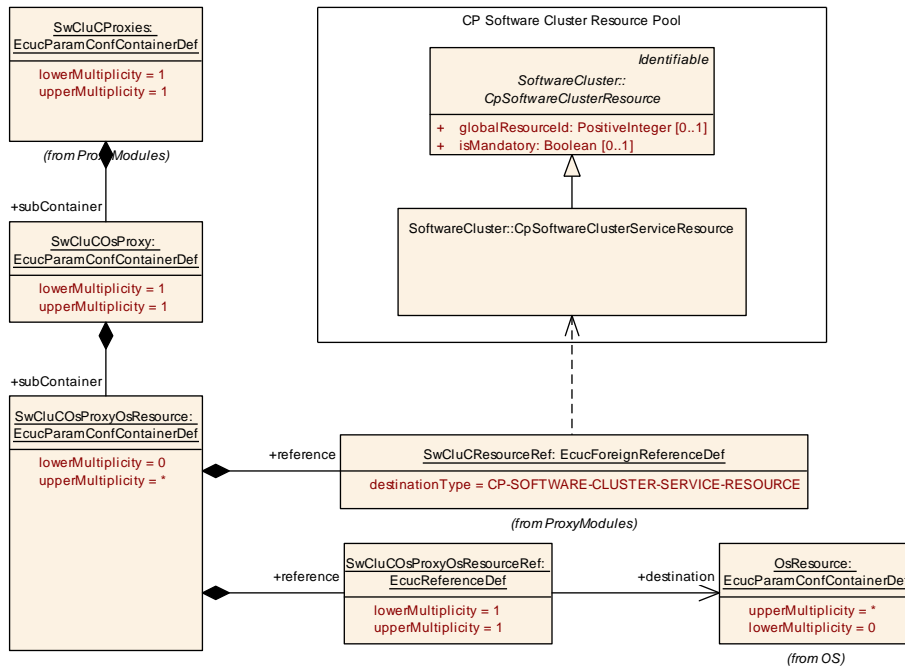 SwCluCProxies:
EcucParamConfContainerDef
lowerMultiplicity = 1
upperMultiplicity = 1
(from ProxyModules)
+subContainer
SwCluCOsProxy:
EcucParamConfContainerDef
lowerMultiplicity = 1
upperMultiplicity = 1
+subContainer
SwCluCOsProxyOsResource:
EcucParamConfContainerDef
lowerMultiplicity = 0
upperMultiplicity = *
CP Software Cluster Resource Pool
Identifiable
SoftwareCluster::
CpSoftwareClusterResource
+ globalResourceId: PositiveInteger [0..1]
+ isMandatory: Boolean [0..1]
SoftwareCluster::CpSoftwareClusterServiceResource
+reference
SwCluCResourceRef: EcucForeignReferenceDef
destinationType = CP-SOFTWARE-CLUSTER-SERVICE-RESOURCE
(from ProxyModules)
+reference
SwCluCOsProxyOsResourceRef:
EcucReferenceDef
lowerMultiplicity = 1
upperMultiplicity = 1
+destination
OsResource:
EcucParamConfContainerDef
upperMultiplicity = *
lowerMultiplicity = 0
(from OS)